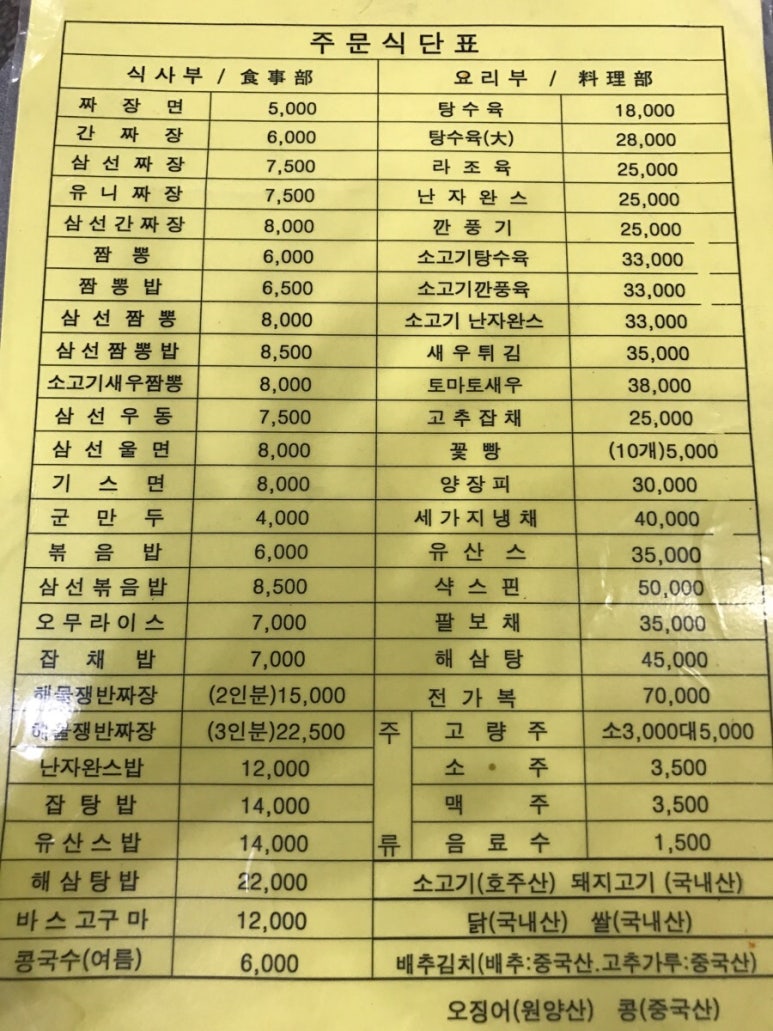 주문식단표
식사부 / 食事部
짜장면 5,000
간짜장 6,000
삼선짜장 7,500
유니짜장 7,500
삼선간짜장 8,000
짬뽕 6,000
짬뽕밥 6,500
삼선짬뽕 8,000
삼선짬뽕밥 8,500
소고기새우짬뽕 8,000
삼선우동 7,500
삼선울면 8,000
기스면 8,000
군만두 4,000
볶음밥 6,000
삼선볶음밥 8,500
오무라이스 7,000
잡채밥 7,000
해물쟁반짜장 (2인분)15,000
해물쟁반짜장 (3인분)22,500
난자완스밥 12,000
잡탕밥 14,000
유산스밥 14,000
해삼탕밥 22,000
바스고구마 12,000
콩국수(여름) 6,000
요리부 / 料理部
탕수육 18,000
탕수육(大) 28,000
라조육 25,000
난자완스 25,000
깐풍기 25,000
소고기탕수육 33,000
소고기깐풍육 33,000
소고기 난자완스 33,000
새우튀김 35,000
토마토새우 38,000
고추잡채 25,000
꽃빵 (10개)5,000
양장피 30,000
세가지냉채 40,000
유산스 35,000
샥스핀 50,000
팔보채 35,000
해삼탕 45,000
전가복 70,000
주류
고량주 소3,000대5,000
소주 3,500
맥주 3,500
음료수 1,500
소고기(호주산) 돼지고기 (국내산)
닭(국내산) 쌀(국내산)
배추김치(배추:중국산.고추가루:중국산)
오징어(원양산) 콩(중국산)